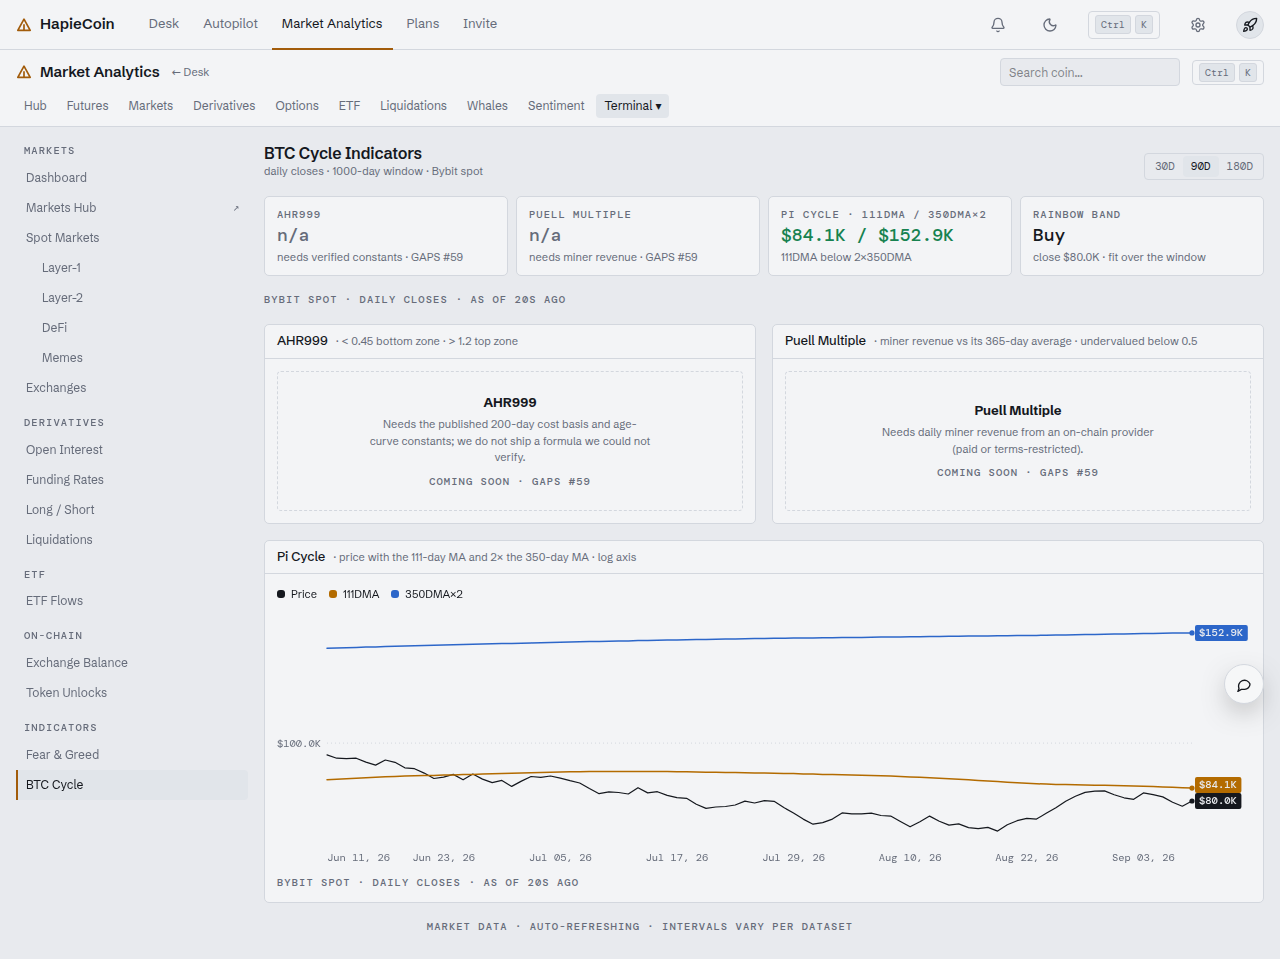 HapieCoin
Desk
Autopilot
Market Analytics
Plans
Invite
Ctrl K
Market Analytics
← Desk
Search coin...
Ctrl K
Hub
Futures
Markets
Derivatives
Options
ETF
Liquidations
Whales
Sentiment
Terminal ▾
MARKETS
Dashboard
Markets Hub ↗
Spot Markets
Layer-1
Layer-2
DeFi
Memes
Exchanges
DERIVATIVES
Open Interest
Funding Rates
Long / Short
Liquidations
ETF
ETF Flows
ON-CHAIN
Exchange Balance
Token Unlocks
INDICATORS
Fear & Greed
BTC Cycle
BTC Cycle Indicators
daily closes · 1000-day window · Bybit spot
30D 90D 180D
AHR999
n/a
needs verified constants · GAPS #59
PUELL MULTIPLE
n/a
needs miner revenue · GAPS #59
PI CYCLE · 111DMA / 350DMA×2
$84.1K / $152.9K
111DMA below 2×350DMA
RAINBOW BAND
Buy
close $80.0K · fit over the window
BYBIT SPOT · DAILY CLOSES · AS OF 20S AGO
AHR999 · < 0.45 bottom zone · > 1.2 top zone
AHR999
Needs the published 200-day cost basis and age-
curve constants; we do not ship a formula we could not
verify.
COMING SOON · GAPS #59
Puell Multiple · miner revenue vs its 365-day average · undervalued below 0.5
Puell Multiple
Needs daily miner revenue from an on-chain provider
(paid or terms-restricted).
COMING SOON · GAPS #59
Pi Cycle · price with the 111-day MA and 2× the 350-day MA · log axis
Price 111DMA 350DMA×2
$152.9K
$100.0K
$84.1K
$80.0K
Jun 11, 26 Jun 23, 26 Jul 05, 26 Jul 17, 26 Jul 29, 26 Aug 10, 26 Aug 22, 26 Sep 03, 26
BYBIT SPOT · DAILY CLOSES · AS OF 20S AGO
MARKET DATA · AUTO-REFRESHING · INTERVALS VARY PER DATASET